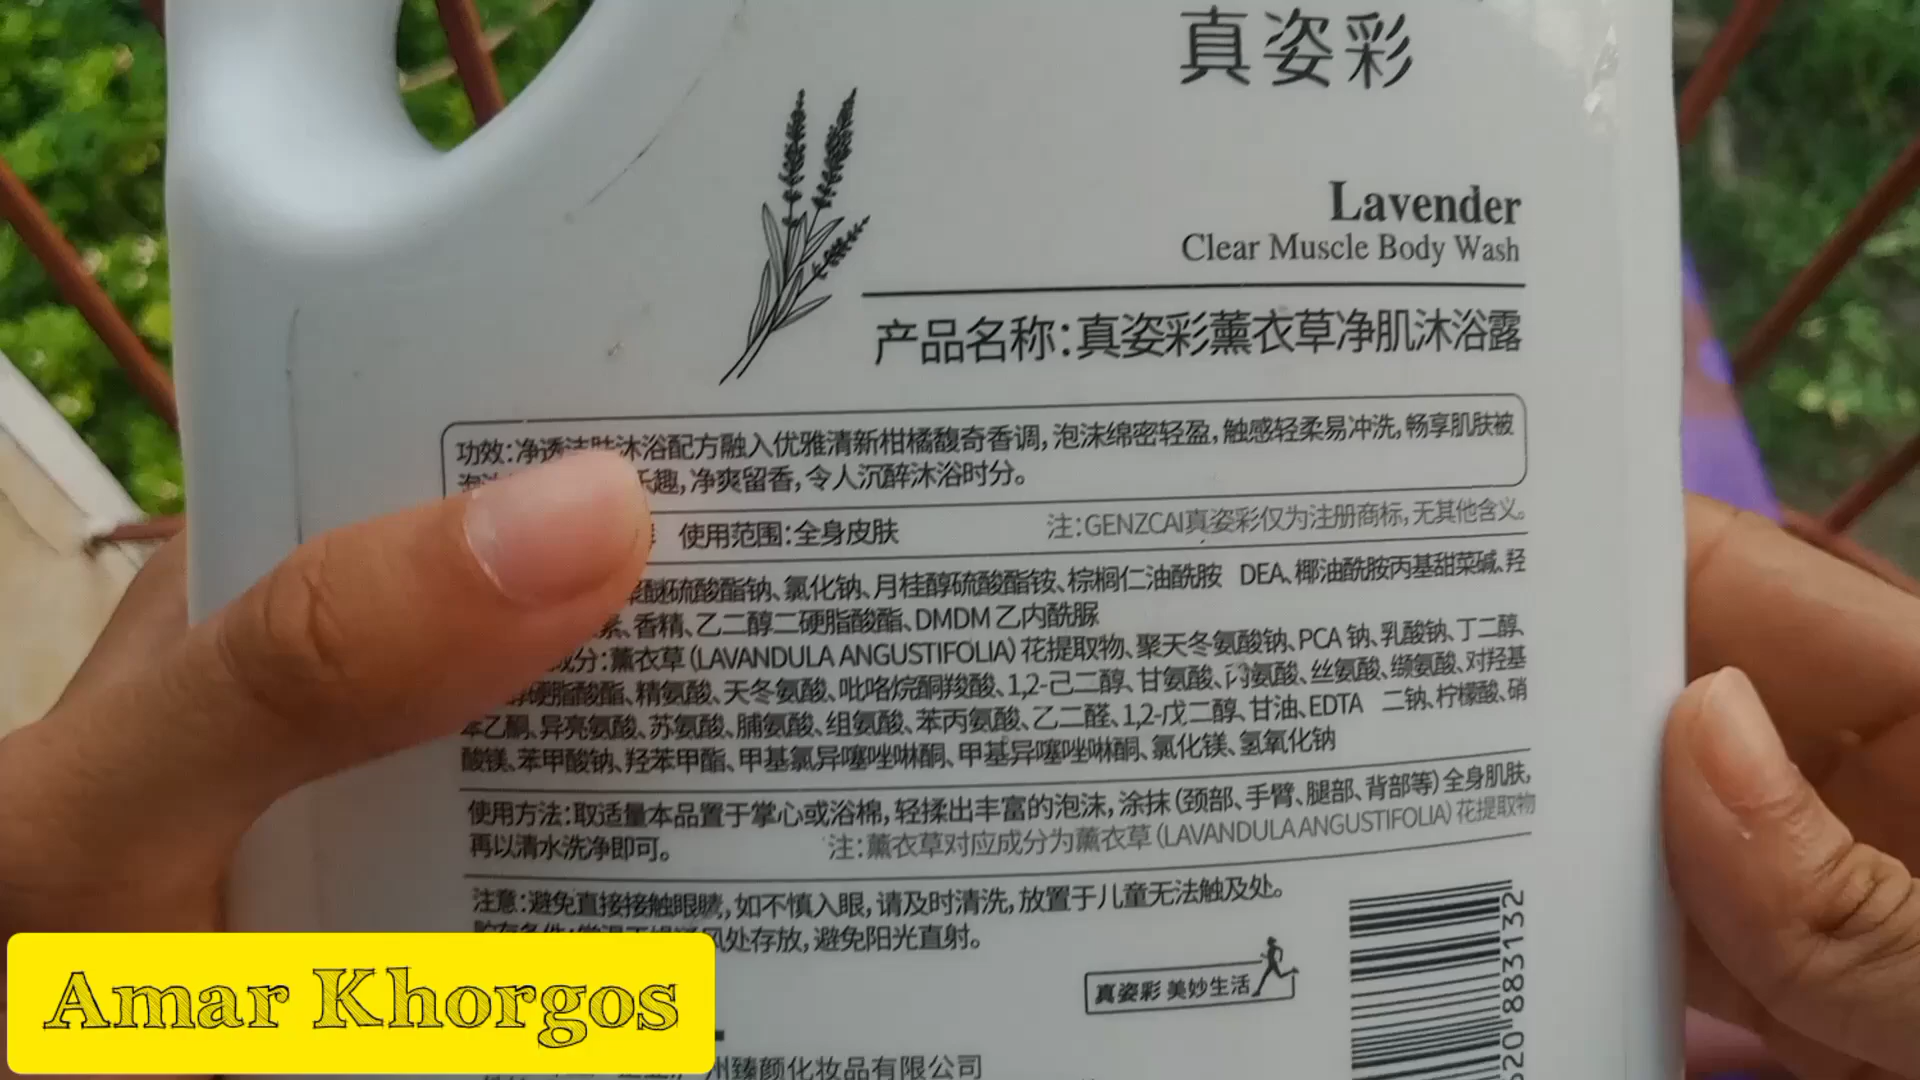 真姿彩
Lavender
Clear Muscle Body Wash
产品名称:真姿彩薰衣草净肌沐浴露
功效:净透洁肤沐浴配方融入优雅清新柑橘馥奇香调,泡沫绵密轻盈,触感轻柔易冲洗,畅享肌肤被
乐趣,净爽留香,令人沉醉沐浴时分。
使用范围:全身皮肤
注:GENZCAI真姿彩仅为注册商标,无其他含义。
聚醚硫酸酯钠、氯化钠、月桂醇硫酸酯铵、棕榈仁油酰胺 DEA、椰油酰胺丙基甜菜碱、羟
素、香精、乙二醇二硬脂酸酯、DMDM 乙内酰脲
成分:薰衣草(LAVANDULA ANGUSTIFOLIA)花提取物、聚天冬氨酸钠、PCA 钠、乳酸钠、丁二醇、
醇硬脂酸酯、精氨酸、天冬氨酸、吡咯烷酮羧酸、1,2-己二醇、甘氨酸、丙氨酸、丝氨酸、缬氨酸、对羟基
苯乙酮、异亮氨酸、苏氨酸、脯氨酸、组氨酸、苯丙氨酸、乙二醛、1,2-戊二醇、甘油、EDTA 二钠、柠檬酸、硝
酸镁、苯甲酸钠、羟苯甲酯、甲基氯异噻唑啉酮、甲基异噻唑啉酮、氯化镁、氢氧化钠
使用方法:取适量本品置于掌心或浴棉,轻揉出丰富的泡沫,涂抹(颈部、手臂、腿部、背部等)全身肌肤,
再以清水洗净即可。
注:薰衣草对应成分为薰衣草(LAVANDULA ANGUSTIFOLIA)花提取物
注意:避免直接接触眼睛,如不慎入眼,请及时清洗,放置于儿童无法触及处。
风处存放,避免阳光直射。
真姿彩 美妙生活
州臻颜化妆品有限公司
20 883132
Amar Khorgos